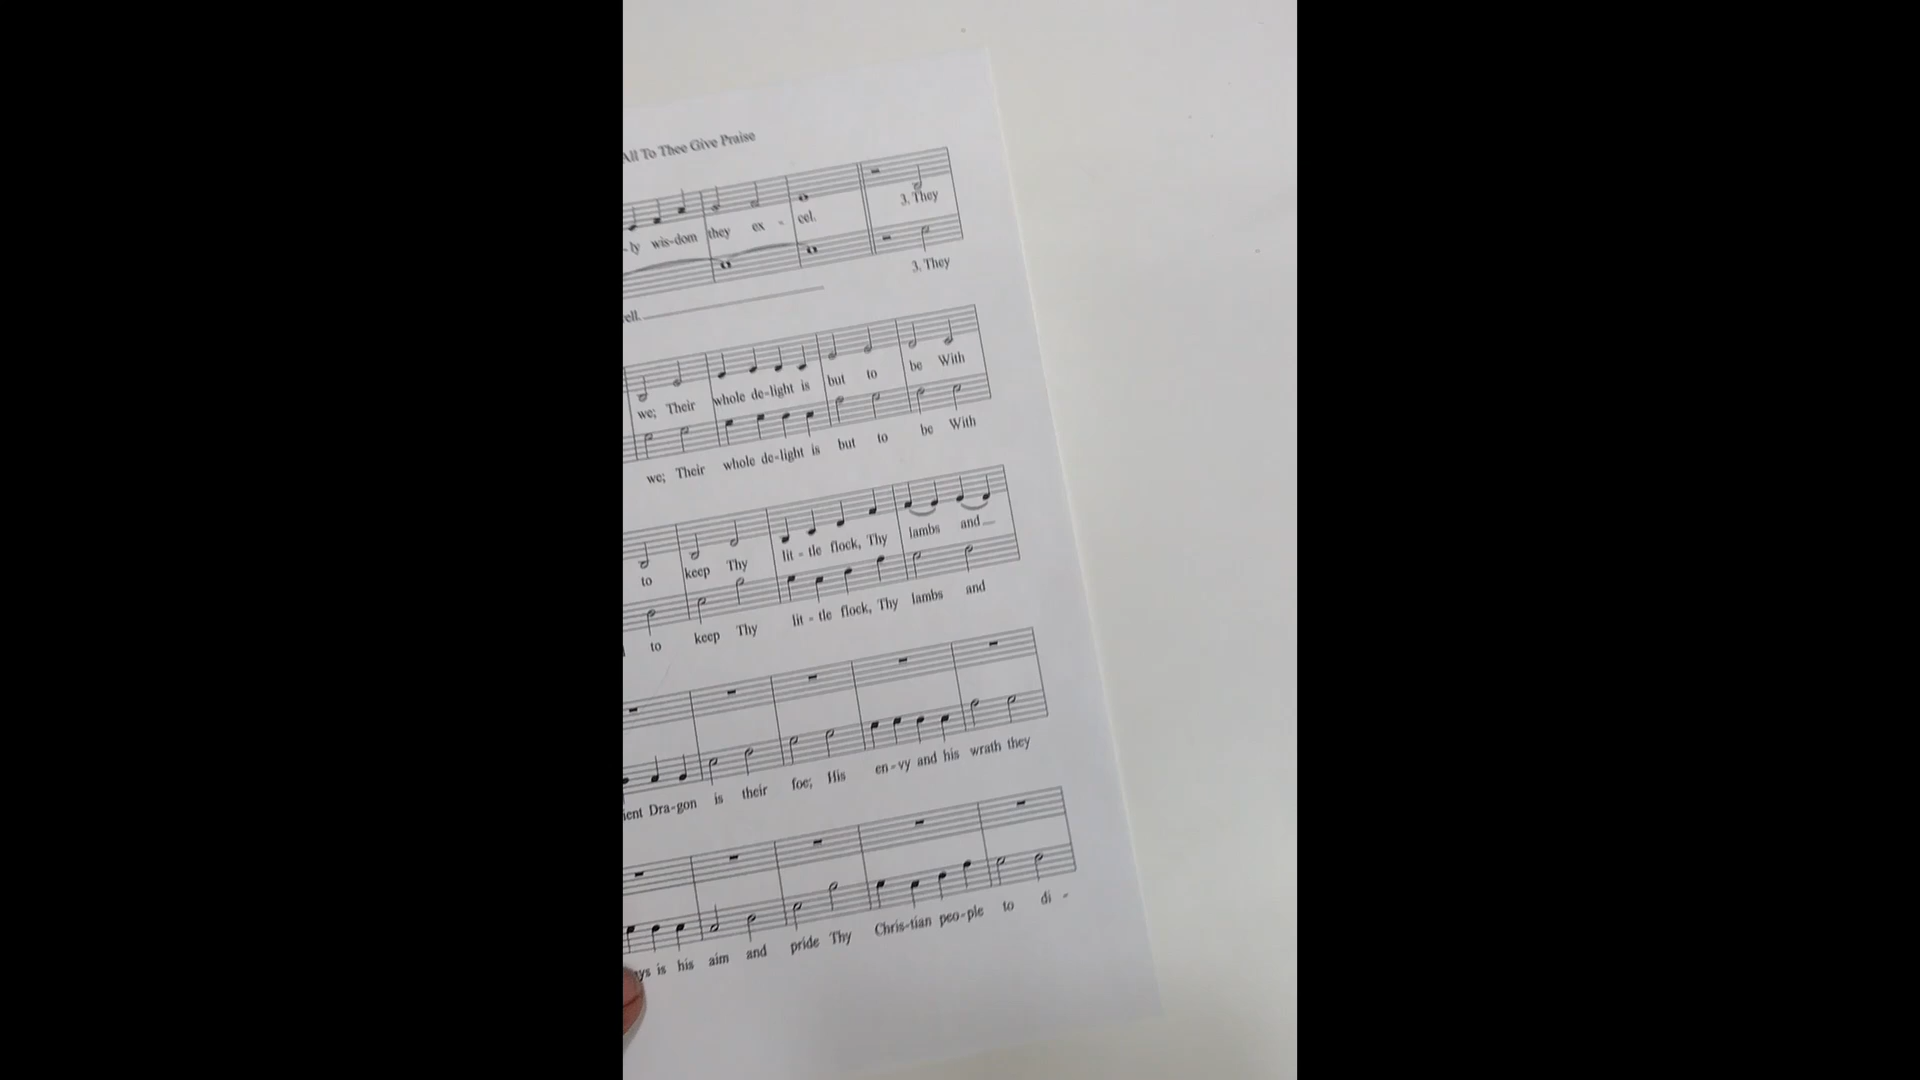 All To Thee Give Praise
-ly wis-dom they ex - cel. 3. They
3. They
we; Their whole de-light is but to be With
we; Their whole de-light is but to be With
to keep Thy lit - tle flock, Thy lambs and
to keep Thy lit - tle flock, Thy lambs and
Dra-gon is their foe; His en-vy and his wrath they
is his aim and pride Thy Chris-tian peo-ple to di -